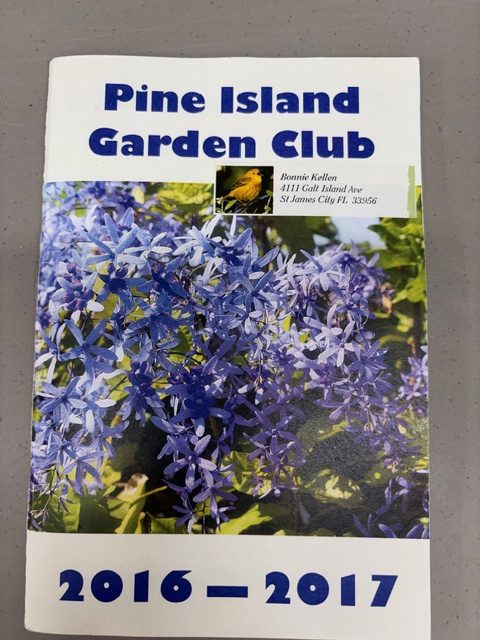 Pine Island
Garden Club
Bonnie Kellen
4111 Galt Island Ave
St James City FL 33956
2016 — 2017